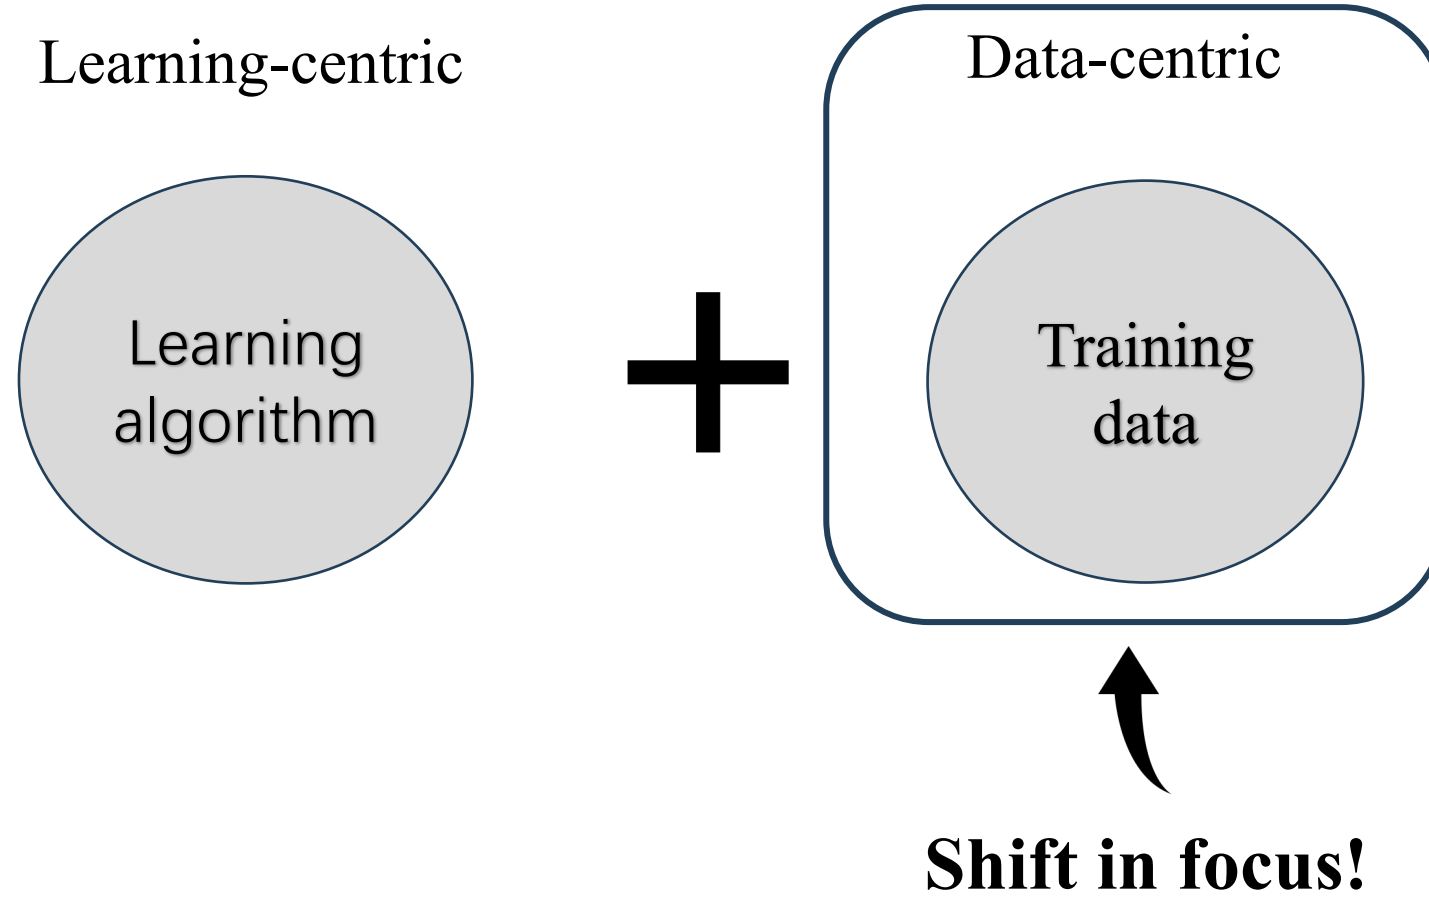 Learning-centric
Data-centric
Learning
algorithm
Training
data
Shift in focus!